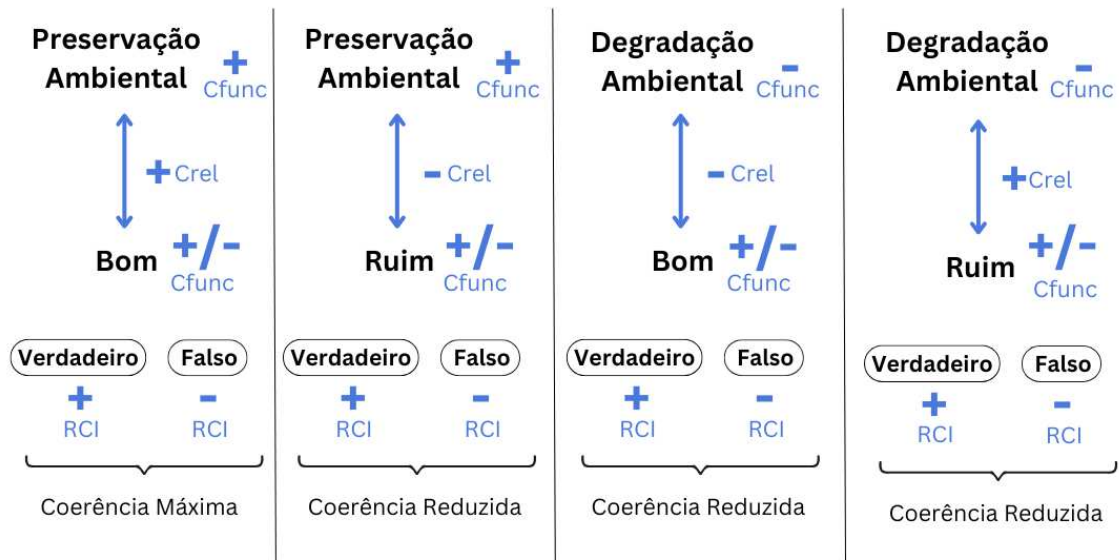 Preservação
Ambiental +
Cfunc
+ Crel
Bom +/-
Cfunc
Verdadeiro Falso
+ -
RCI RCI
Coerência Máxima
Preservação
Ambiental +
Cfunc
- Crel
Ruim +/-
Cfunc
Verdadeiro Falso
+ -
RCI RCI
Coerência Reduzida
Degradação
Ambiental -
Cfunc
- Crel
Bom +/-
Cfunc
Verdadeiro Falso
+ -
RCI RCI
Coerência Reduzida
Degradação
Ambiental -
Cfunc
+ Crel
Ruim +/-
Cfunc
Verdadeiro Falso
+ -
RCI RCI
Coerência Reduzida